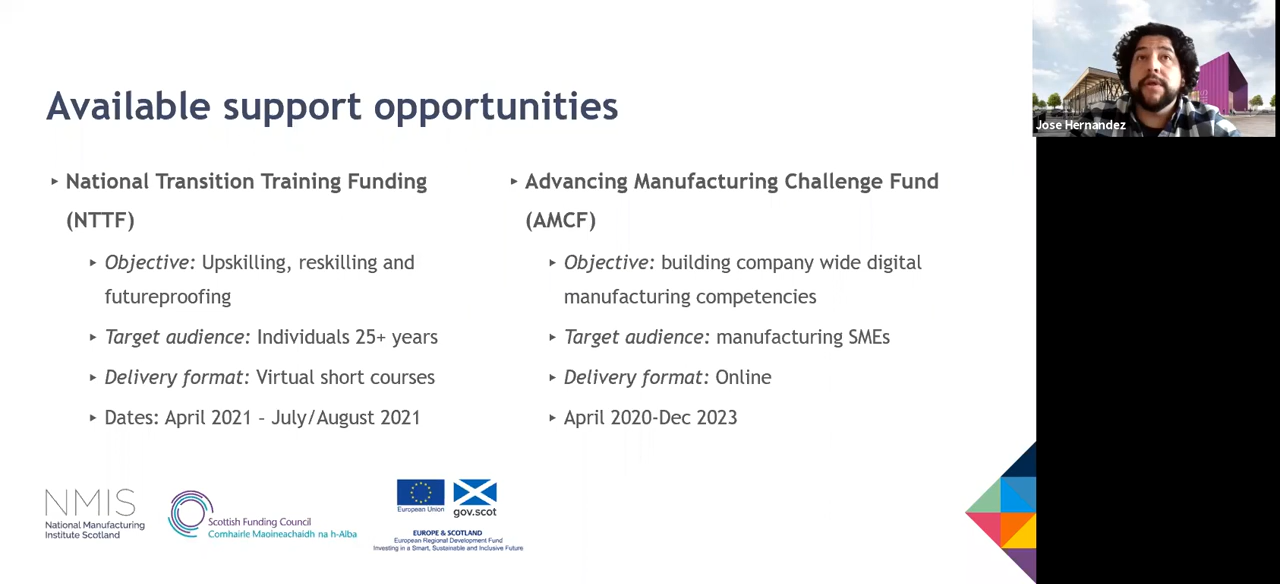 Available support opportunities
Jose Hernandez
National Transition Training Funding
(NTTF)
Objective: Upskilling, reskilling and
futureproofing
Target audience: Individuals 25+ years
Delivery format: Virtual short courses
Dates: April 2021 – July/August 2021
Advancing Manufacturing Challenge Fund
(AMCF)
Objective: building company wide digital
manufacturing competencies
Target audience: manufacturing SMEs
Delivery format: Online
April 2020-Dec 2023
NMIS
National Manufacturing
Institute Scotland
Scottish Funding Council
Comhairle Maoineachaidh na h-Alba
European Union
gov.scot
EUROPE & SCOTLAND
European Regional Development Fund
Investing in a Smart, Sustainable and Inclusive Future